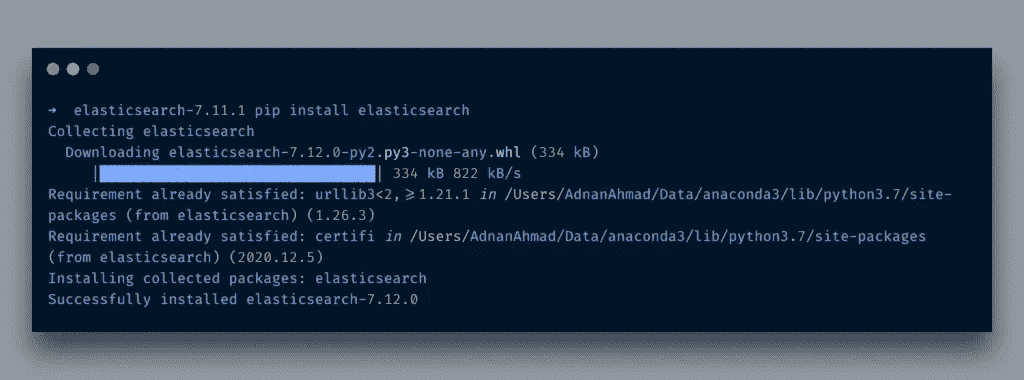 → elasticsearch-7.11.1 pip install elasticsearch
Collecting elasticsearch
Downloading elasticsearch-7.12.0-py2.py3-none-any.whl (334 kB)
|████████████████████████████████| 334 kB 822 kB/s
Requirement already satisfied: urllib3<2,⩾1.21.1 in /Users/AdnanAhmad/Data/anaconda3/lib/python3.7/site-
packages (from elasticsearch) (1.26.3)
Requirement already satisfied: certifi in /Users/AdnanAhmad/Data/anaconda3/lib/python3.7/site-packages
(from elasticsearch) (2020.12.5)
Installing collected packages: elasticsearch
Successfully installed elasticsearch-7.12.0